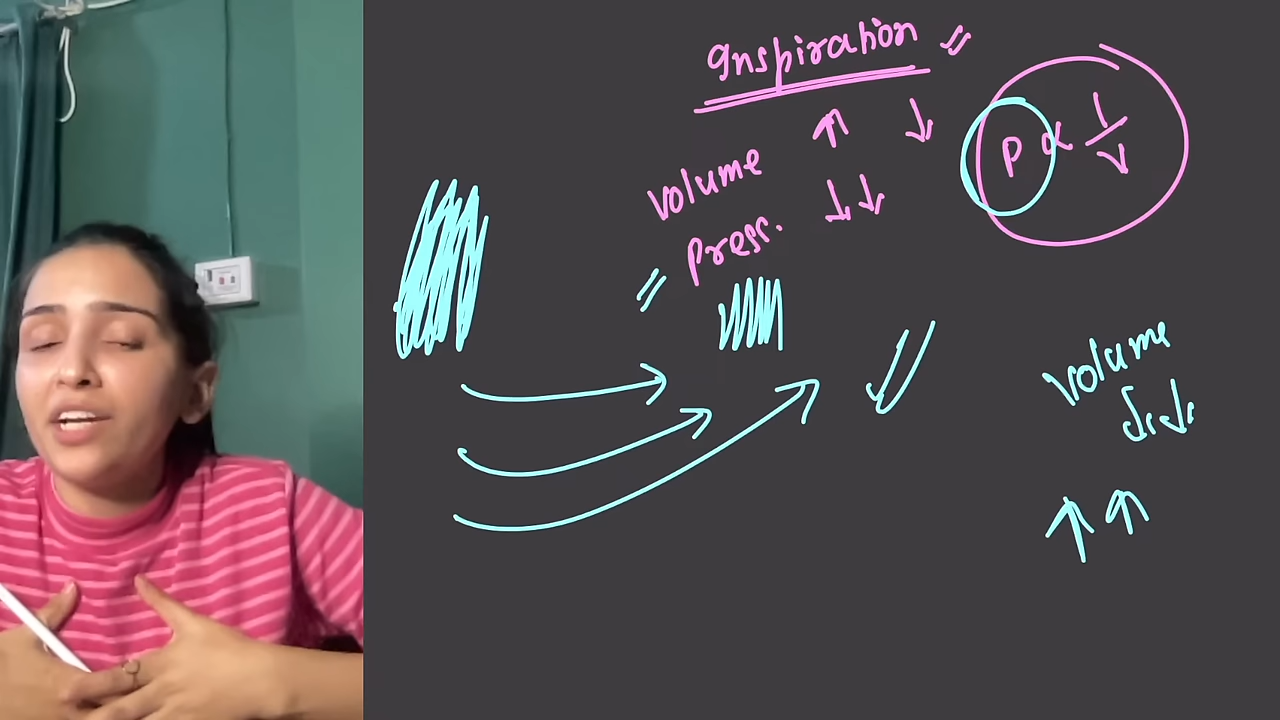 Inspiration
P ∝ 1/v
Volume ↑ ↓
Press. ↓↓
Volume
↓↓
↑↑